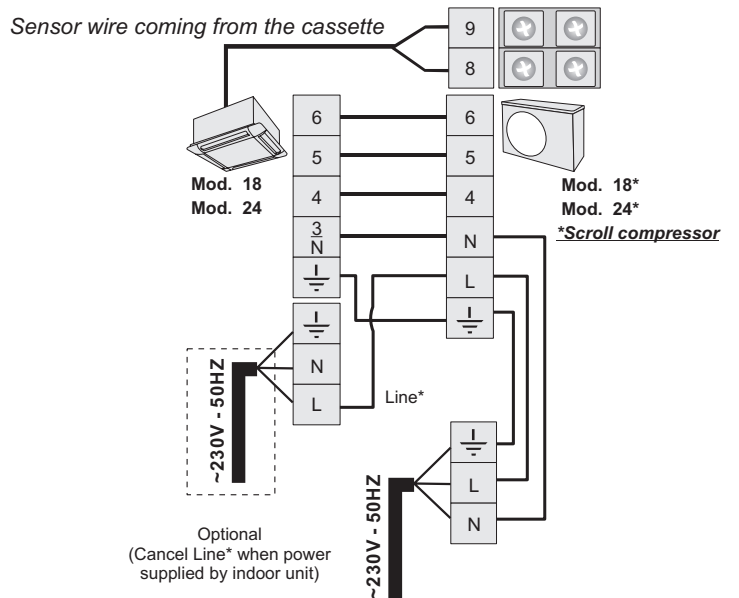 Sensor wire coming from the cassette
9
8
6
5
4
3
N
6
5
4
N
L
Mod. 18
Mod. 24
Mod. 18*
Mod. 24*
*Scroll compressor
N
L
Line*
~230V - 50HZ
Optional
(Cancel Line* when power
supplied by indoor unit)
L
N
~230V - 50HZ